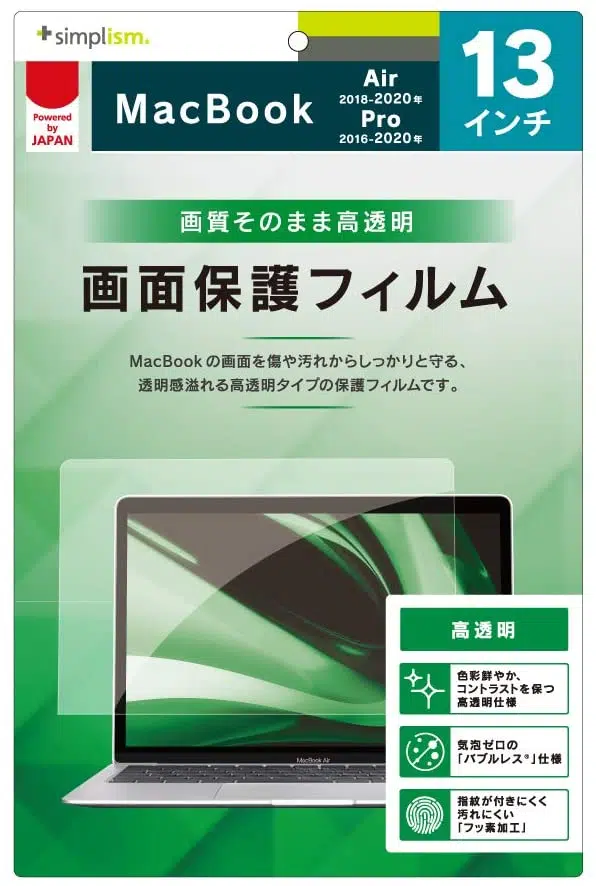 simplism.
Powered
by
JAPAN
MacBook
Air
2018-2020年
Pro
2016-2020年
13
インチ
画質そのまま高透明
画面保護フィルム
MacBookの画面を傷や汚れからしっかりと守る、
透明感溢れる高透明タイプの保護フィルムです。
MacBook Air
高透明
色彩鮮やか、
コントラストを保つ
高透明仕様
気泡ゼロの
「バブルレス®」仕様
指紋が付きにくく
汚れにくい
「フッ素加工」